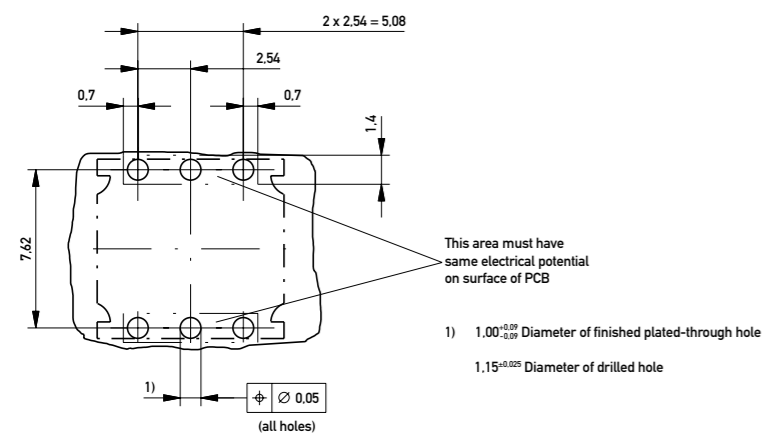 2 x 2,54 = 5,08
2,54
0,7
0,7
1,4
7,62
This area must have
same electrical potential
on surface of PCB
1) 1,00+0,09 -0,09 Diameter of finished plated-through hole
1,15±0,025 Diameter of drilled hole
1)
⌖ ∅ 0,05
(all holes)